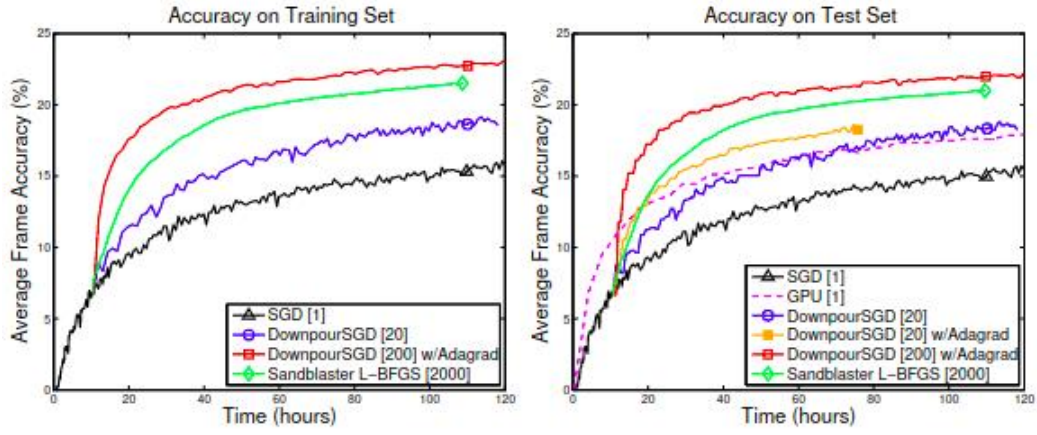 Accuracy on Training Set
Average Frame Accuracy (%)
25
20
15
10
5
0
0 20 40 60 80 100 120
Time (hours)
SGD [1]
DownpourSGD [20]
DownpourSGD [200] w/Adagrad
Sandblaster L-BFGS [2000]
Accuracy on Test Set
Average Frame Accuracy (%)
25
20
15
10
5
0
0 20 40 60 80 100 120
Time (hours)
SGD [1]
GPU [1]
DownpourSGD [20]
DownpourSGD [20] w/Adagrad
DownpourSGD [200] w/Adagrad
Sandblaster L-BFGS [2000]